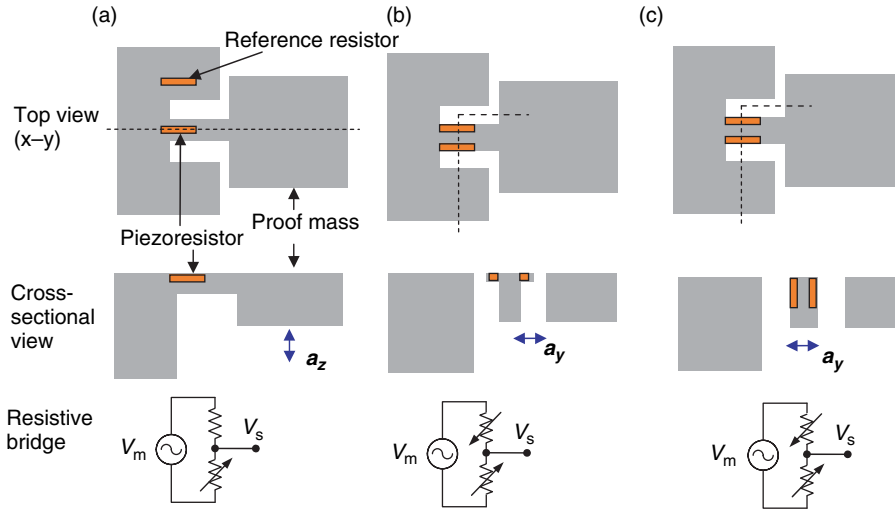 (a)
(b)
(c)
Reference resistor
Top view
(x–y)
Piezoresistor
Proof mass
Cross-
sectional
view
a_z
a_y
a_y
Resistive
bridge
V_m
V_s
V_m
V_s
V_m
V_s